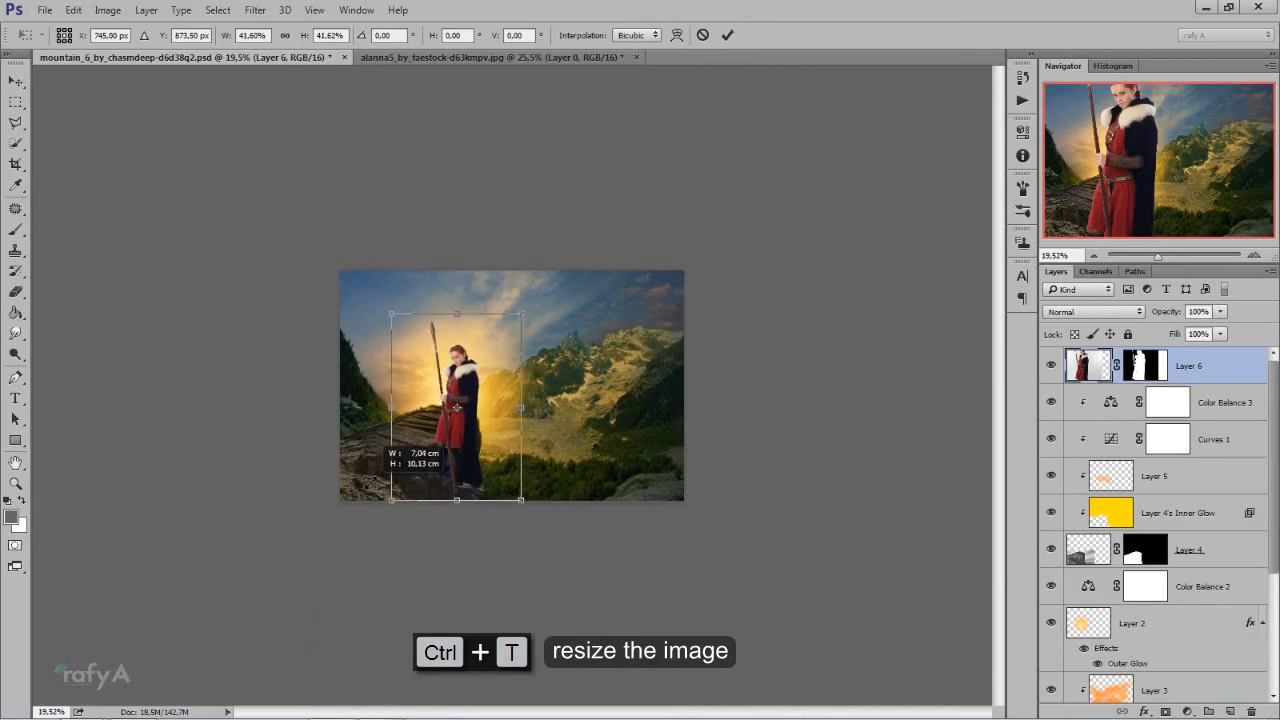 Ps File Edit Image Layer Type Select Filter 3D View Window Help
X: 745,00 px Y: 873,50 px W: 41,60% H: 41.62% 0,00 ° H: 0,00 ° V: 0,00 ° Interpolation: Bicubic rafy A
mountain_6_by_chasmdeep-d6d38q2.psd @ 19,5% (Layer 6, RGB/16) * × alanna5_by_faestock-d63kmpv.jpg @ 25,5% (Layer 0, RGB/16) * ×
Navigator Histogram
19,52%
Layers Channels Paths
Kind
Normal Opacity: 100%
Lock: Fill: 100%
Layer 6
Color Balance 3
Curves 1
Layer 5
Layer 4's Inner Glow
Layer 4
Color Balance 2
Layer 2 fx
Effects
Outer Glow
Layer 3
W : 7,04 cm
H : 10,13 cm
Ctrl + T resize the image
rafy A
19,52% Doc: 18,5M/142,7M fx